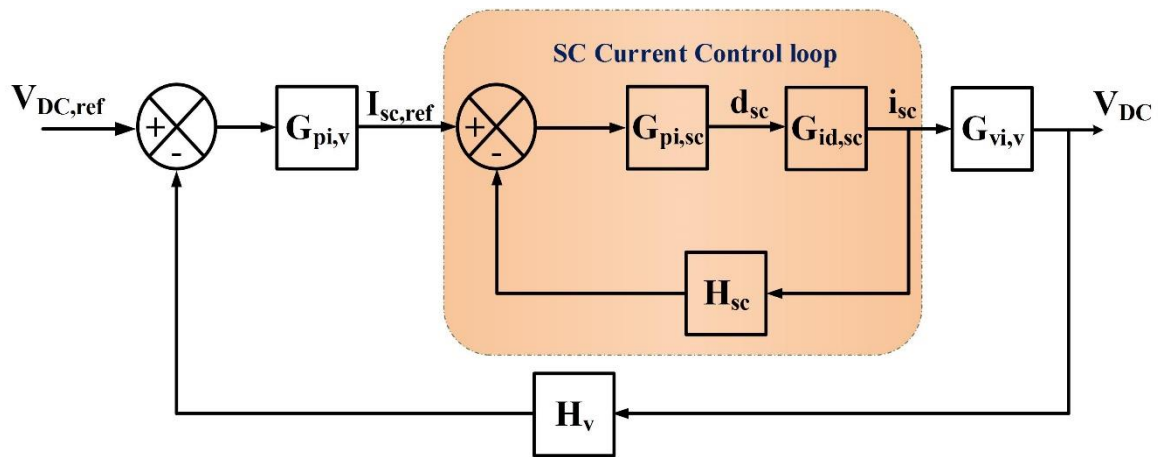 SC Current Control loop
V_DC,ref
+
-
G_pi,v
I_sc,ref
+
-
G_pi,sc
d_sc
G_id,sc
i_sc
G_vi,v
V_DC
H_sc
H_v